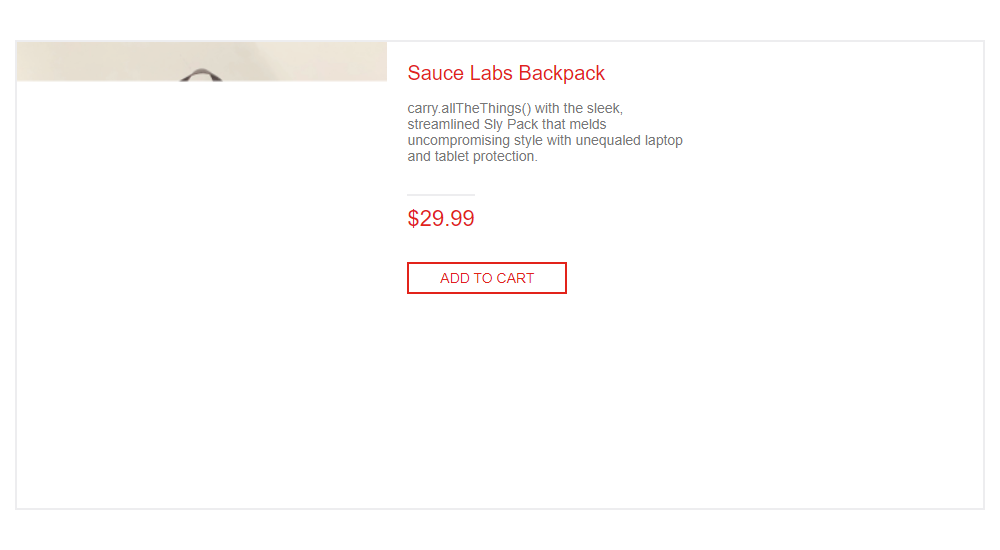 Sauce Labs Backpack
carry.allTheThings() with the sleek,
streamlined Sly Pack that melds
uncompromising style with unequaled laptop
and tablet protection.
$29.99
ADD TO CART